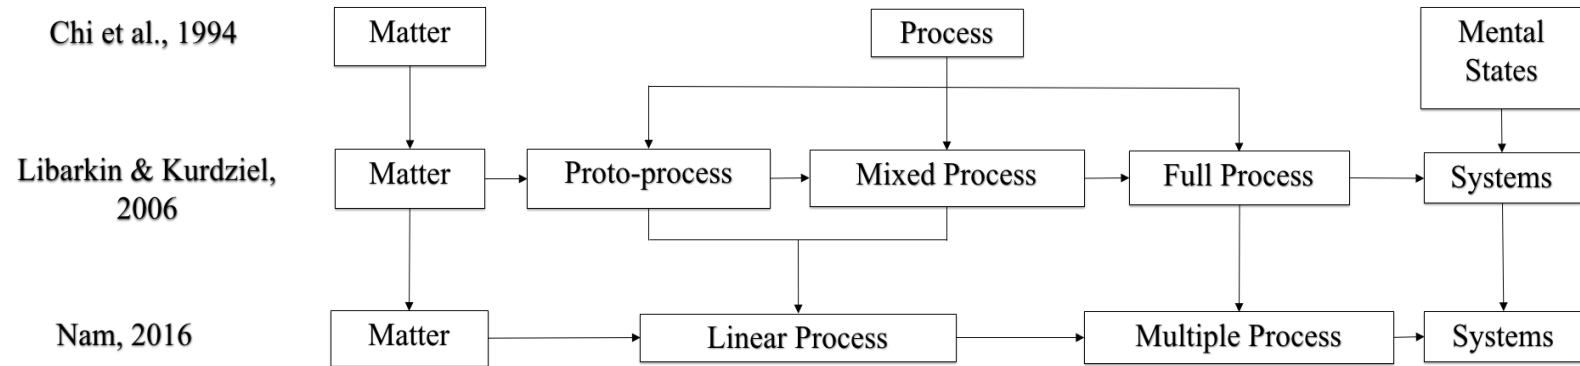 Chi et al., 1994
Matter
Process
Mental
States
Libarkin & Kurdziel,
2006
Matter
Proto-process
Mixed Process
Full Process
Systems
Nam, 2016
Matter
Linear Process
Multiple Process
Systems